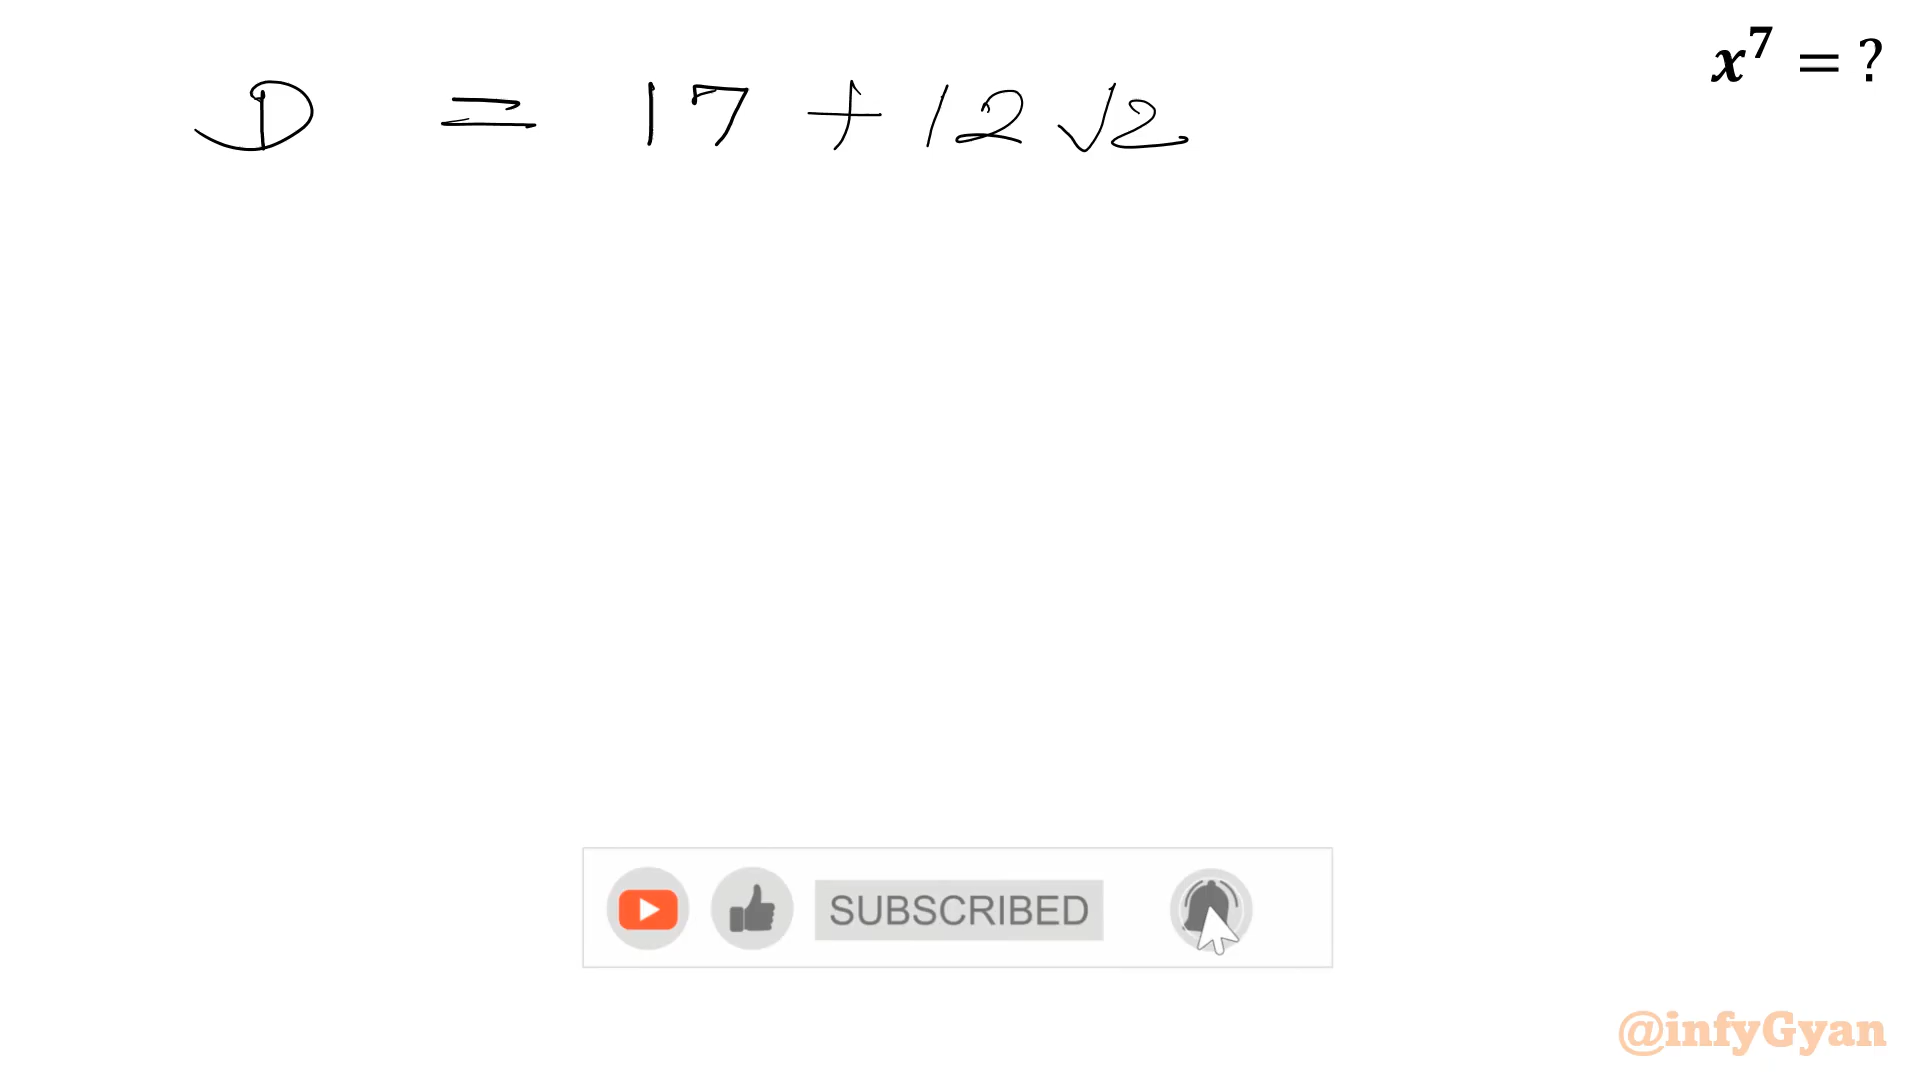 x⁷ = ?
D = 17 + 12√2
SUBSCRIBED
@infyGyan